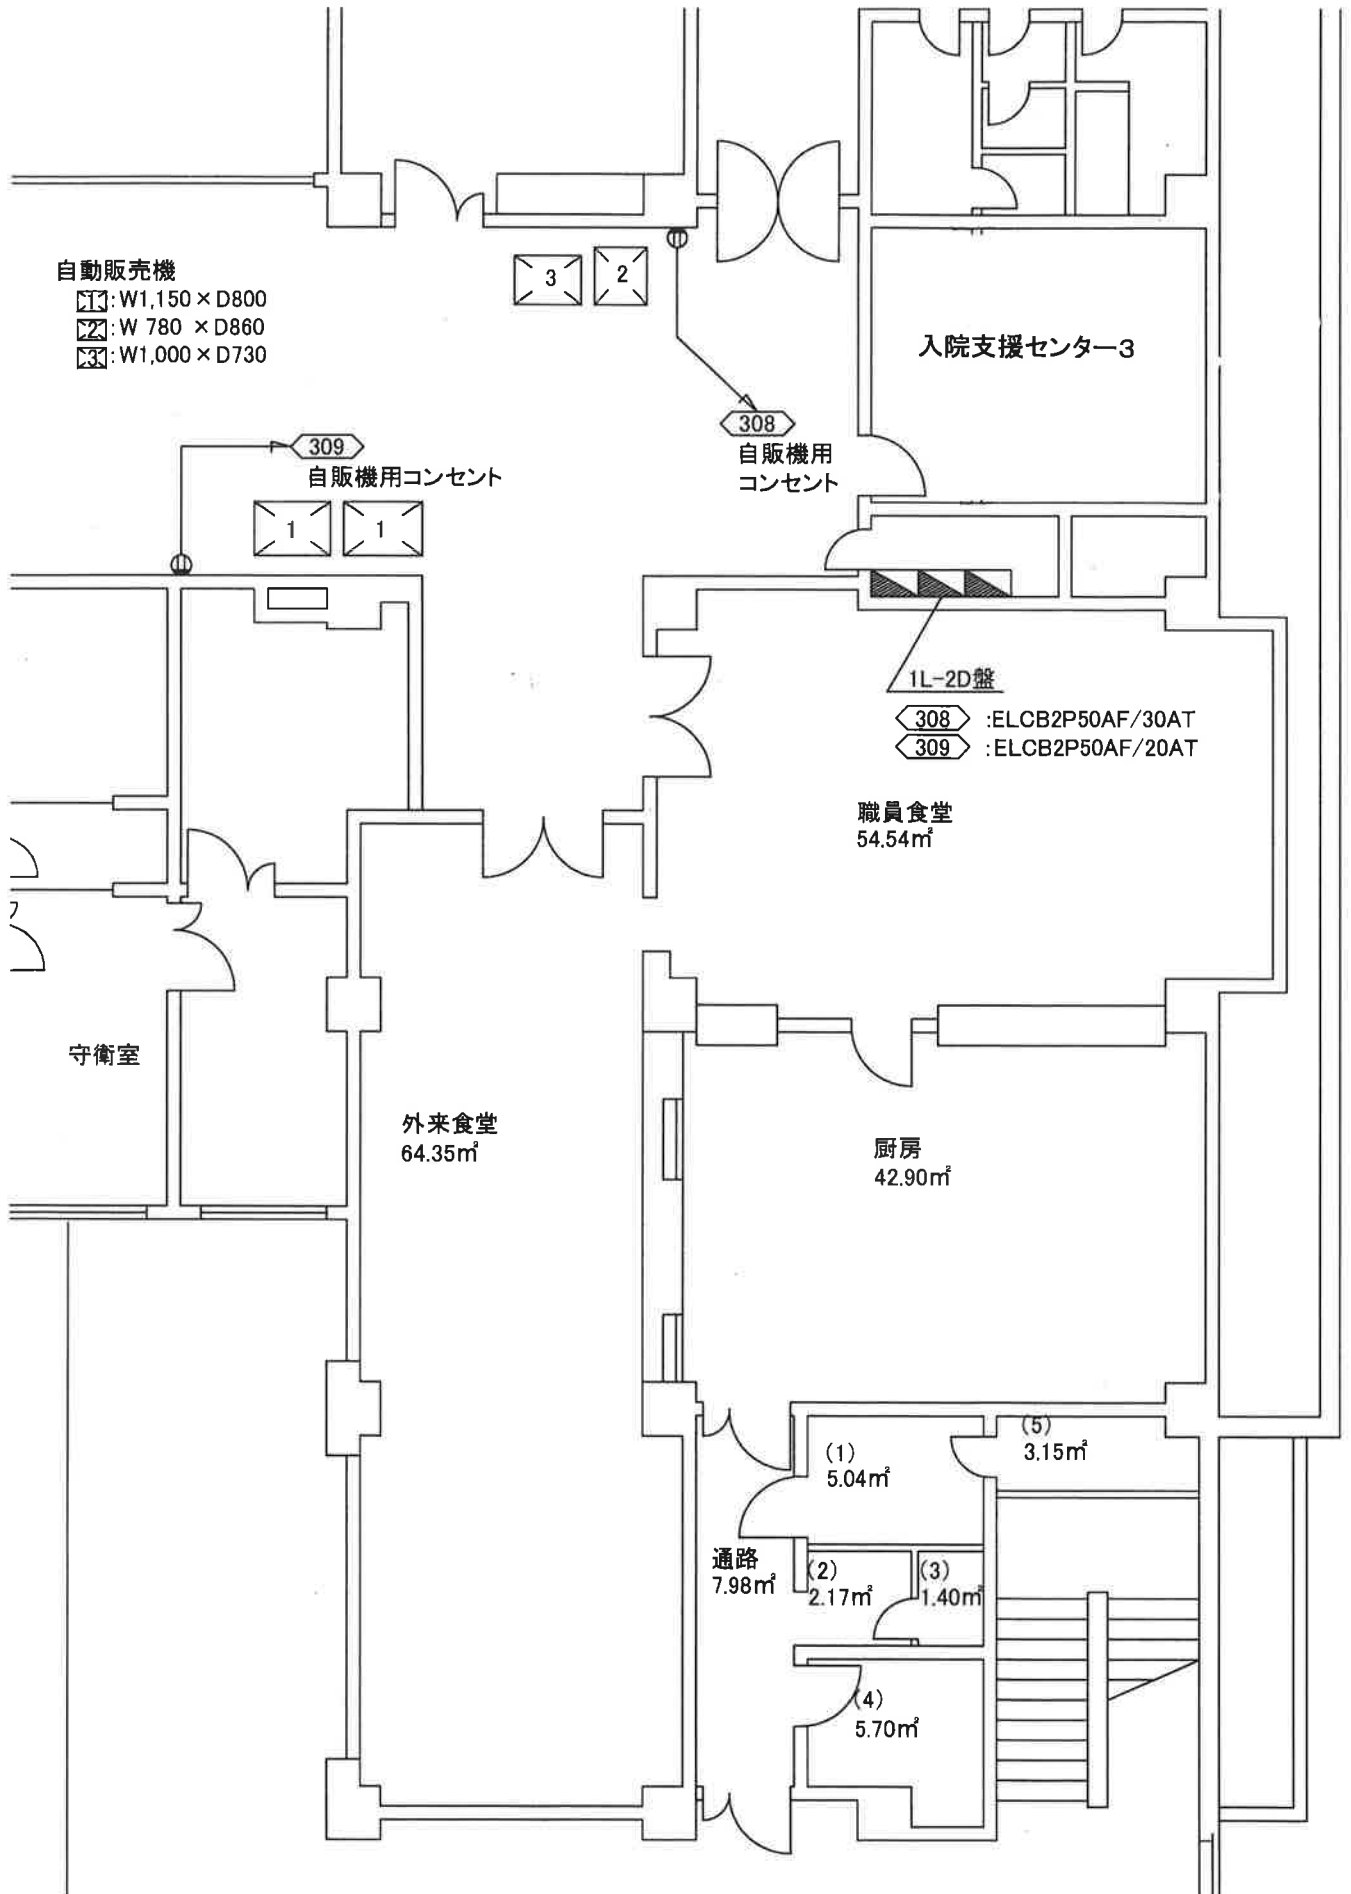 自動販売機
1:W1,150×D800
2:W 780 ×D860
3:W1,000×D730
3
2
入院支援センター3
308
自販機用
コンセント
309
自販機用コンセント
1
1
1L-2D盤
308 :ELCB2P50AF/30AT
309 :ELCB2P50AF/20AT
職員食堂
54.54㎡
守衛室
外来食堂
64.35㎡
厨房
42.90㎡
(1)
5.04㎡
(5)
3.15㎡
通路
7.98㎡
(2)
2.17㎡
(3)
1.40㎡
(4)
5.70㎡